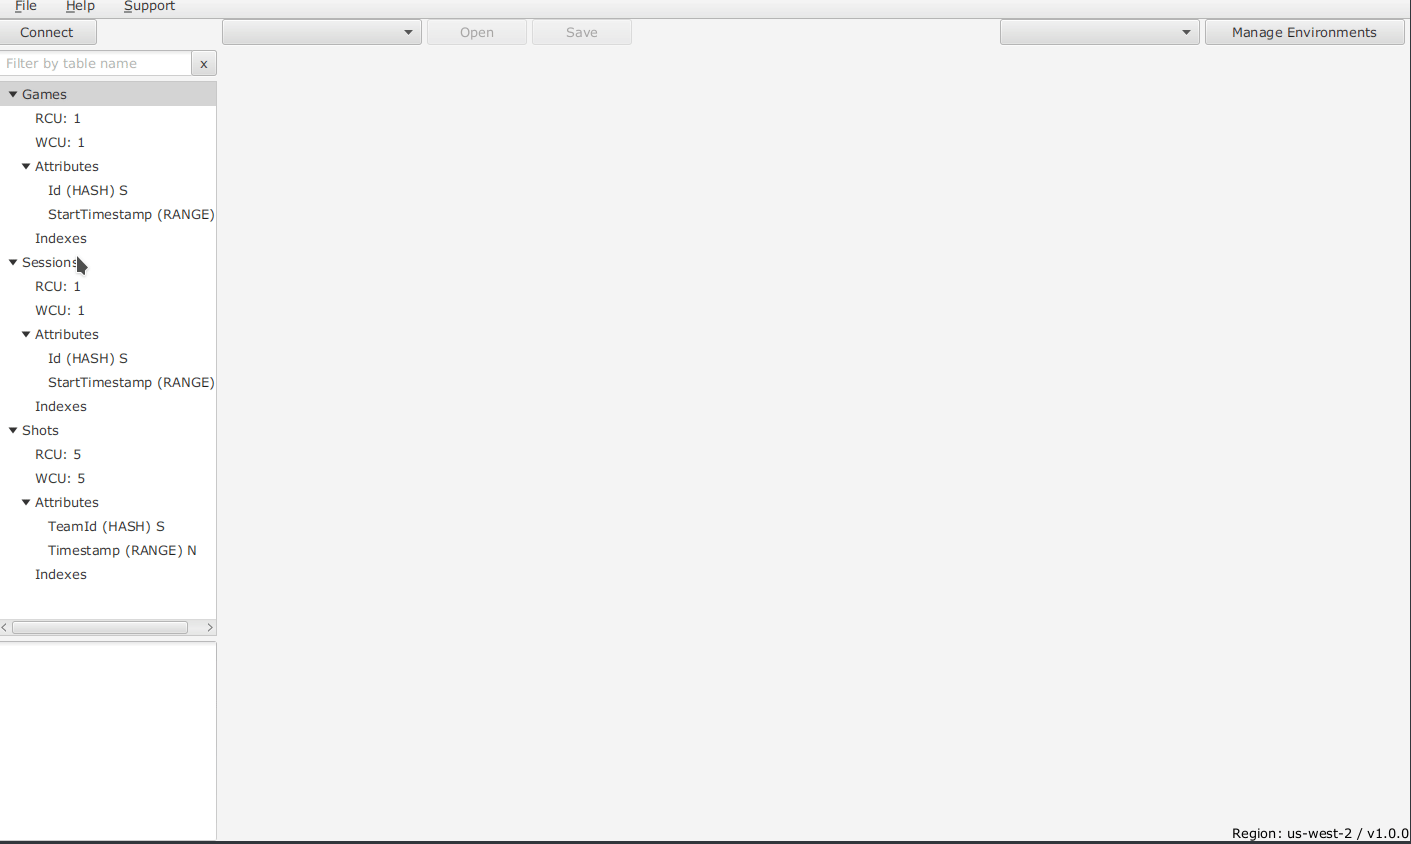 File Help Support
Connect Open Save Manage Environments
Filter by table name x
Games
RCU: 1
WCU: 1
Attributes
Id (HASH) S
StartTimestamp (RANGE)
Indexes
Sessions
RCU: 1
WCU: 1
Attributes
Id (HASH) S
StartTimestamp (RANGE)
Indexes
Shots
RCU: 5
WCU: 5
Attributes
TeamId (HASH) S
Timestamp (RANGE) N
Indexes
Region: us-west-2 / v1.0.0